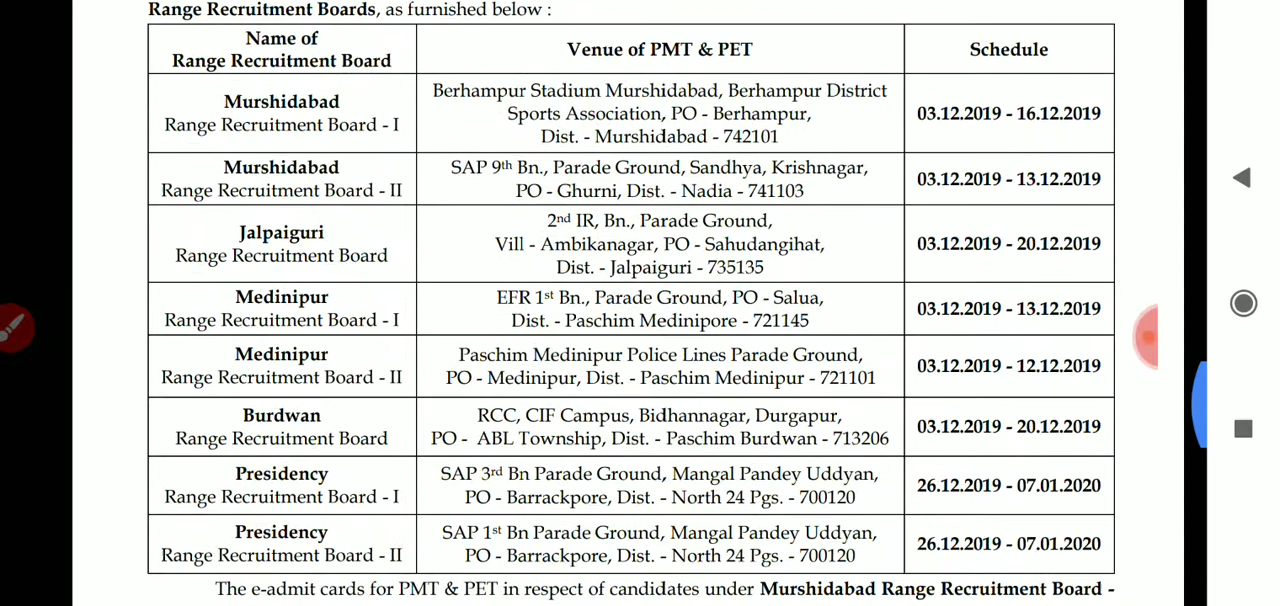 Range Recruitment Boards, as furnished below :
Name of
Range Recruitment Board
Venue of PMT & PET
Schedule
Murshidabad
Range Recruitment Board - I
Berhampur Stadium Murshidabad, Berhampur District
Sports Association, PO - Berhampur,
Dist. - Murshidabad - 742101
03.12.2019 - 16.12.2019
Murshidabad
Range Recruitment Board - II
SAP 9th Bn., Parade Ground, Sandhya, Krishnagar,
PO - Ghurni, Dist. - Nadia - 741103
03.12.2019 - 13.12.2019
Jalpaiguri
Range Recruitment Board
2nd IR, Bn., Parade Ground,
Vill - Ambikanagar, PO - Sahudangihat,
Dist. - Jalpaiguri - 735135
03.12.2019 - 20.12.2019
Medinipur
Range Recruitment Board - I
EFR 1st Bn., Parade Ground, PO - Salua,
Dist. - Paschim Medinipore - 721145
03.12.2019 - 13.12.2019
Medinipur
Range Recruitment Board - II
Paschim Medinipur Police Lines Parade Ground,
PO - Medinipur, Dist. - Paschim Medinipur - 721101
03.12.2019 - 12.12.2019
Burdwan
Range Recruitment Board
RCC, CIF Campus, Bidhannagar, Durgapur,
PO - ABL Township, Dist. - Paschim Burdwan - 713206
03.12.2019 - 20.12.2019
Presidency
Range Recruitment Board - I
SAP 3rd Bn Parade Ground, Mangal Pandey Uddyan,
PO - Barrackpore, Dist. - North 24 Pgs. - 700120
26.12.2019 - 07.01.2020
Presidency
Range Recruitment Board - II
SAP 1st Bn Parade Ground, Mangal Pandey Uddyan,
PO - Barrackpore, Dist. - North 24 Pgs. - 700120
26.12.2019 - 07.01.2020
The e-admit cards for PMT & PET in respect of candidates under Murshidabad Range Recruitment Board -